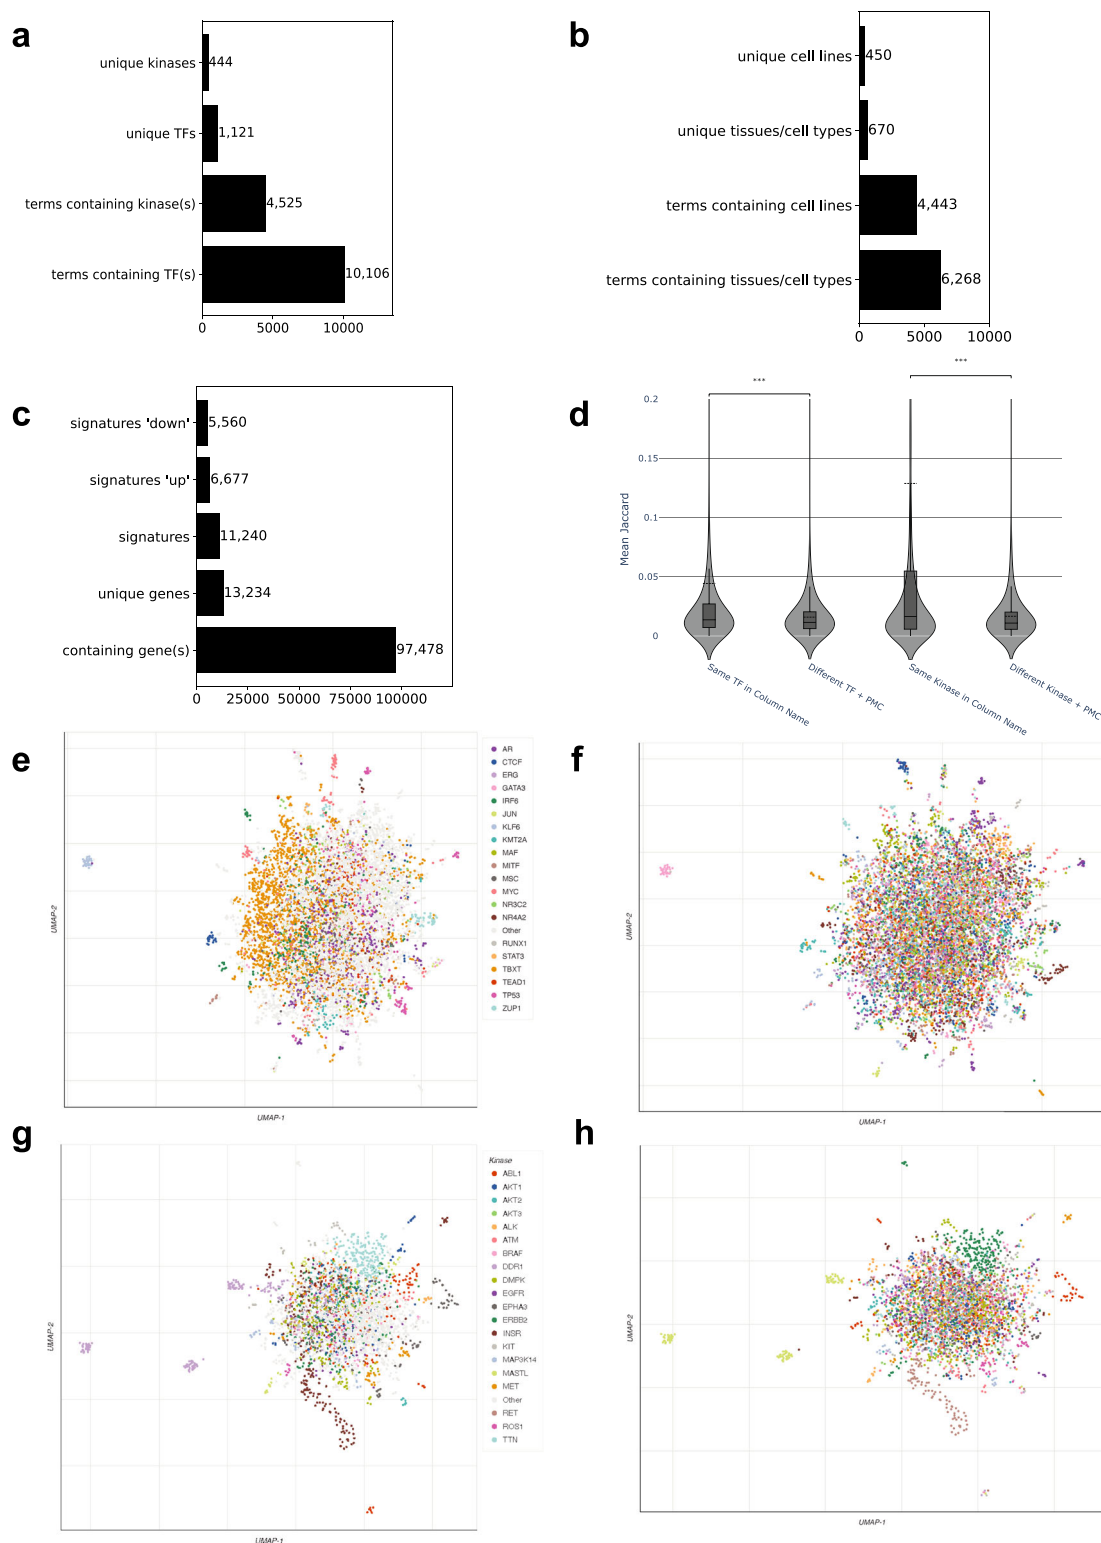 a
unique kinases
444
unique TFs
1,121
terms containing kinase(s)
4,525
terms containing TF(s)
10,106
0 5000 10000
b
unique cell lines
450
unique tissues/cell types
670
terms containing cell lines
4,443
terms containing tissues/cell types
6,268
0 5000 10000
c
signatures 'down'
5,560
signatures 'up'
6,677
signatures
11,240
unique genes
13,234
containing gene(s)
97,478
0 25000 50000 75000 100000
d
***
***
0.2
0.15
0.1
0.05
0
Mean Jaccard
Same TF in Column Name
Different TF + PMC
Same Kinase in Column Name
Different Kinase + PMC
e
UMAP-2
UMAP-1
AR
CTCF
ERG
GATA3
IRF6
JUN
KLF6
KMT2A
MAF
MITF
MSC
MYC
NR3C2
NR4A2
Other
RUNX1
STAT3
TBXT
TEAD1
TP53
ZUP1
f
UMAP-2
UMAP-1
g
UMAP-2
UMAP-1
Kinase
ABL1
AKT1
AKT2
AKT3
ALK
ATM
BRAF
DDR1
DMPK
EGFR
EPHA3
ERBB2
INSR
KIT
MAP3K14
MASTL
MET
Other
RET
ROS1
TTN
h
UMAP-2
UMAP-1